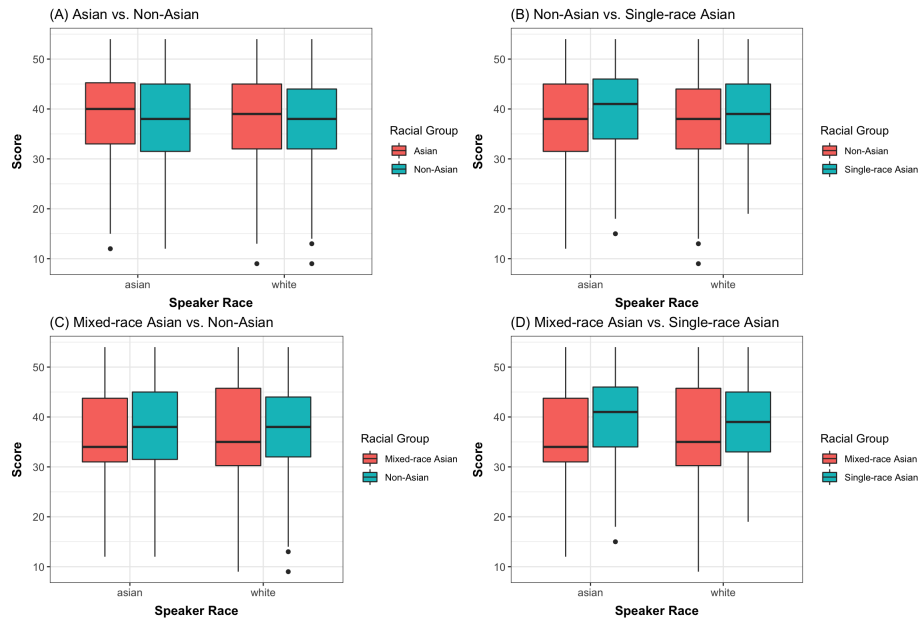 (A) Asian vs. Non-Asian
50
40
30
20
10
Score
asian
white
Speaker Race
Racial Group
Asian
Non-Asian
(B) Non-Asian vs. Single-race Asian
50
40
30
20
10
Score
asian
white
Speaker Race
Racial Group
Non-Asian
Single-race Asian
(C) Mixed-race Asian vs. Non-Asian
50
40
30
20
10
Score
asian
white
Speaker Race
Racial Group
Mixed-race Asian
Non-Asian
(D) Mixed-race Asian vs. Single-race Asian
50
40
30
20
10
Score
asian
white
Speaker Race
Racial Group
Mixed-race Asian
Single-race Asian